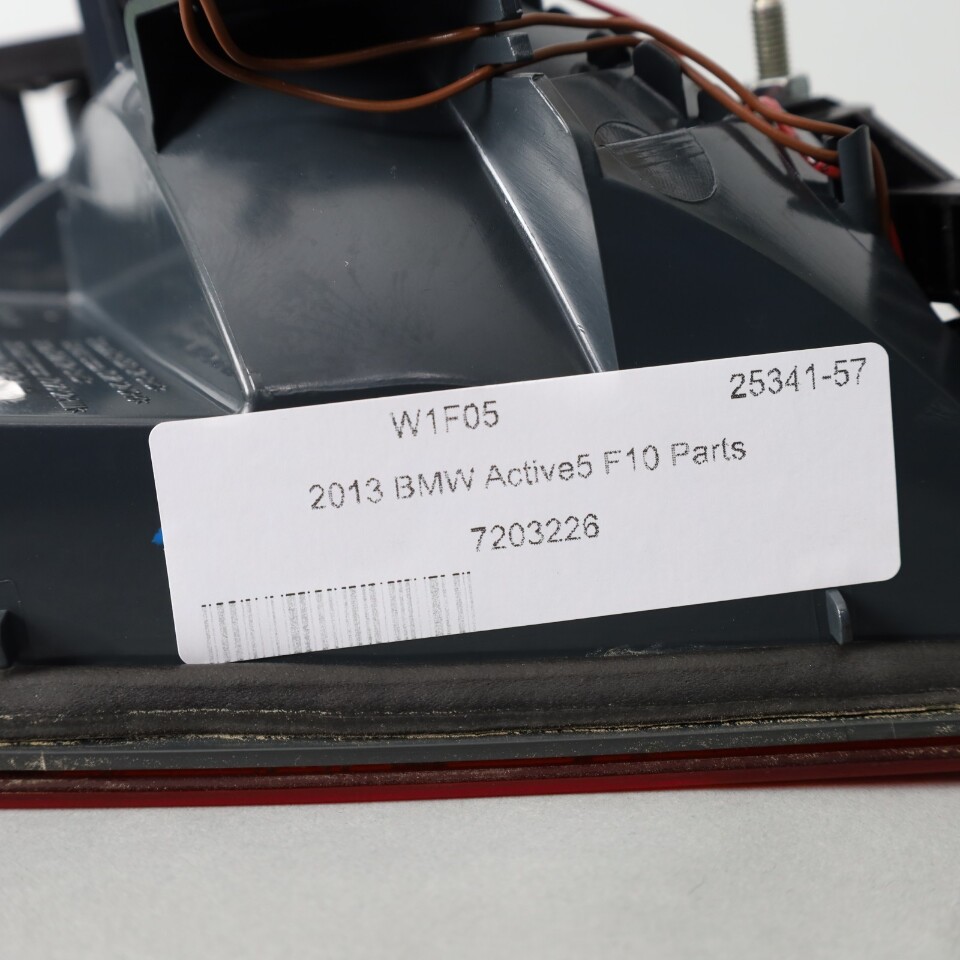 W1F05
25341-57
2013 BMW Active5 F10 Parts
7203226